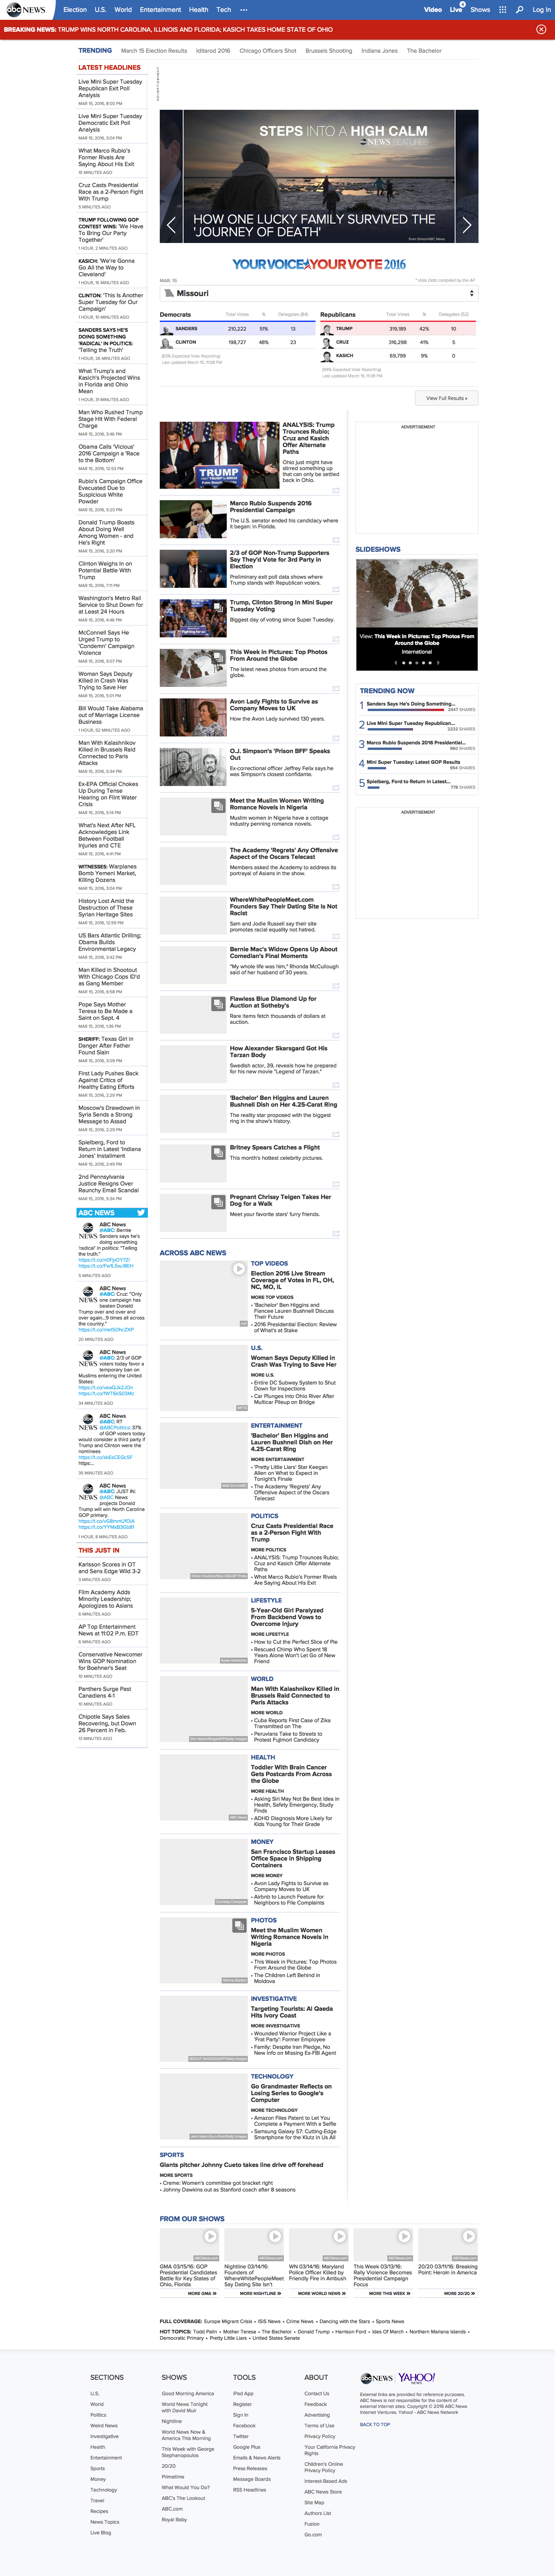 abc NEWS
Election U.S. World Entertainment Health Tech ••• Video Live Shows Log In
BREAKING NEWS: TRUMP WINS NORTH CAROLINA, ILLINOIS AND FLORIDA; KASICH TAKES HOME STATE OF OHIO
TRENDING March 15 Election Results Iditarod 2016 Chicago Officers Shot Brussels Shooting Indiana Jones The Bachelor
LATEST HEADLINES
Live Mini Super Tuesday
Republican Exit Poll
Analysis
MAR 15, 2016, 8:00 PM
Live Mini Super Tuesday
Democratic Exit Poll
Analysis
MAR 15, 2016, 3:04 PM
What Marco Rubio's
Former Rivals Are
Saying About His Exit
15 MINUTES AGO
Cruz Casts Presidential
Race as a 2-Person Fight
With Trump
5 MINUTES AGO
TRUMP FOLLOWING GOP
CONTEST WINS: 'We Have
To Bring Our Party
Together'
1 HOUR, 2 MINUTES AGO
KASICH: 'We're Gonna
Go All the Way to
Cleveland'
1 HOUR, 15 MINUTES AGO
CLINTON: 'This Is Another
Super Tuesday for Our
Campaign'
1 HOUR, 10 MINUTES AGO
SANDERS SAYS HE'S
DOING SOMETHING
'RADICAL' IN POLITICS:
'Telling the Truth'
1 HOUR, 26 MINUTES AGO
What Trump's and
Kasich's Projected Wins
in Florida and Ohio
Mean
1 HOUR, 31 MINUTES AGO
Man Who Rushed Trump
Stage Hit With Federal
Charge
MAR 15, 2016, 3:46 PM
Obama Calls 'Vicious'
2016 Campaign a 'Race
to the Bottom'
MAR 15, 2016, 12:53 PM
Rubio's Campaign Office
Evacuated Due to
Suspicious White
Powder
MAR 15, 2016, 5:20 PM
Donald Trump Boasts
About Doing Well
Among Women - and
He's Right
MAR 15, 2016, 2:20 PM
Clinton Weighs In on
Potential Battle With
Trump
MAR 15, 2016, 7:11 PM
Washington's Metro Rail
Service to Shut Down for
at Least 24 Hours
MAR 15, 2016, 4:46 PM
McConnell Says He
Urged Trump to
'Condemn' Campaign
Violence
MAR 15, 2016, 5:07 PM
Woman Says Deputy
Killed in Crash Was
Trying to Save Her
MAR 15, 2016, 5:01 PM
Bill Would Take Alabama
out of Marriage License
Business
1 HOUR, 52 MINUTES AGO
Man With Kalashnikov
Killed in Brussels Raid
Connected to Paris
Attacks
MAR 15, 2016, 5:34 PM
Ex-EPA Official Chokes
Up During Tense
Hearing on Flint Water
Crisis
MAR 15, 2016, 5:14 PM
What's Next After NFL
Acknowledges Link
Between Football
Injuries and CTE
MAR 15, 2016, 4:41 PM
WITNESSES: Warplanes
Bomb Yemeni Market,
Killing Dozens
MAR 15, 2016, 3:04 PM
History Lost Amid the
Destruction of These
Syrian Heritage Sites
MAR 15, 2016, 12:59 PM
US Bars Atlantic Drilling;
Obama Builds
Environmental Legacy
MAR 15, 2016, 3:42 PM
Man Killed in Shootout
With Chicago Cops ID'd
as Gang Member
MAR 15, 2016, 6:58 PM
Pope Says Mother
Teresa to Be Made a
Saint on Sept. 4
MAR 15, 2016, 1:36 PM
SHERIFF: Texas Girl in
Danger After Father
Found Slain
MAR 15, 2016, 3:09 PM
First Lady Pushes Back
Against Critics of
Healthy Eating Efforts
MAR 15, 2016, 2:29 PM
Moscow's Drawdown in
Syria Sends a Strong
Message to Assad
MAR 15, 2016, 2:29 PM
Spielberg, Ford to
Return in Latest 'Indiana
Jones' Installment
MAR 15, 2016, 2:49 PM
2nd Pennsylvania
Justice Resigns Over
Raunchy Email Scandal
MAR 15, 2016, 5:34 PM
ABC NEWS
ABC News
@ABC: Bernie
Sanders says he's
doing something
'radical' in politics: "Telling
the truth."
5 MINUTES AGO
ABC News
@ABC: Cruz: "Only
one campaign has
beaten Donald
Trump over and over and
over again...9 times all across
the country."
20 MINUTES AGO
ABC News
@ABC: 2/3 of GOP
voters today favor a
temporary ban on
Muslims entering the United
States:
34 MINUTES AGO
ABC News
@ABC: RT
@ABCPolitics: 37%
of GOP voters today
would consider a third party if
Trump and Clinton were the
nominees
https:...
35 MINUTES AGO
ABC News
@ABC: JUST IN:
@ABC News
projects Donald
Trump will win North Carolina
GOP primary.
1 HOUR, 8 MINUTES AGO
THIS JUST IN
Karlsson Scores in OT
and Sens Edge Wild 3-2
3 MINUTES AGO
Film Academy Adds
Minority Leadership;
Apologizes to Asians
6 MINUTES AGO
AP Top Entertainment
News at 11:02 P.m. EDT
8 MINUTES AGO
Conservative Newcomer
Wins GOP Nomination
for Boehner's Seat
10 MINUTES AGO
Panthers Surge Past
Canadiens 4-1
10 MINUTES AGO
Chipotle Says Sales
Recovering, but Down
26 Percent in Feb.
13 MINUTES AGO
ADVERTISEMENT
STEPS INTO A HIGH CALM
abc NEWS FEATURES
HOW ONE LUCKY FAMILY SURVIVED THE
'JOURNEY OF DEATH'
YOUR VOICE YOUR VOTE 2016
MAR. 15 * Vote Data compiled by the AP
Missouri
Democrats Total Votes % Delegates (84)
SANDERS 210,222 51% 13
CLINTON 198,727 48% 23
(83% Expected Vote Reporting)
Last updated March 15, 11:08 PM
Republicans Total Votes % Delegates (52)
TRUMP 319,189 42% 10
CRUZ 316,298 41% 5
KASICH 69,799 9% 0
(89% Expected Vote Reporting)
Last updated March 15, 11:08 PM
View Full Results
ANALYSIS: Trump
Trounces Rubio;
Cruz and Kasich
Offer Alternate
Paths
Ohio just might have
stirred something up
that can only be settled
back in Ohio.
Marco Rubio Suspends 2016
Presidential Campaign
The U.S. senator ended his candidacy where
it began: in Florida.
2/3 of GOP Non-Trump Supporters
Say They'd Vote for 3rd Party in
Election
Preliminary exit poll data shows where
Trump stands with Republican voters.
Trump, Clinton Strong in Mini Super
Tuesday Voting
Biggest day of voting since Super Tuesday.
This Week in Pictures: Top Photos
From Around the Globe
The latest news photos from around the
globe.
Avon Lady Fights to Survive as
Company Moves to UK
How the Avon Lady survived 130 years.
O.J. Simpson's 'Prison BFF' Speaks
Out
Ex-correctional officer Jeffrey Felix says he
was Simpson's closest confidante.
Meet the Muslim Women Writing
Romance Novels in Nigeria
Muslim women in Nigeria have a cottage
industry penning romance novels.
The Academy 'Regrets' Any Offensive
Aspect of the Oscars Telecast
Members asked the Academy to address its
portrayal of Asians in the show.
WhereWhitePeopleMeet.com
Founders Say Their Dating Site Is Not
Racist
Sam and Jodie Russell say their site
promotes racial equality not hatred.
Bernie Mac's Widow Opens Up About
Comedian's Final Moments
"My whole life was him," Rhonda McCullough
said of her husband of 30 years.
Flawless Blue Diamond Up for
Auction at Sotheby's
Rare items fetch thousands of dollars at
auction.
How Alexander Skarsgard Got His
Tarzan Body
Swedish actor, 39, reveals how he prepared
for his new movie "Legend of Tarzan."
'Bachelor' Ben Higgins and Lauren
Bushnell Dish on Her 4.25-Carat Ring
The reality star proposed with the biggest
ring in the show's history.
Britney Spears Catches a Flight
This month's hottest celebrity pictures.
Pregnant Chrissy Teigen Takes Her
Dog for a Walk
Meet your favorite stars' furry friends.
ADVERTISEMENT
SLIDESHOWS
View: This Week in Pictures: Top Photos From
Around the Globe
International
TRENDING NOW
1 Sanders Says He's Doing Something...
2447 SHARES
2 Live Mini Super Tuesday Republican...
2222 SHARES
3 Marco Rubio Suspends 2016 Presidential...
980 SHARES
4 Mini Super Tuesday: Latest GOP Results
954 SHARES
5 Spielberg, Ford to Return in Latest...
778 SHARES
ADVERTISEMENT
ACROSS ABC NEWS
TOP VIDEOS
Election 2016 Live Stream
Coverage of Votes in FL, OH,
NC, MO, IL
MORE TOP VIDEOS
• 'Bachelor' Ben Higgins and
Fiancee Lauren Bushnell Discuss
Their Future
• 2016 Presidential Election: Review
of What's at Stake
U.S.
Woman Says Deputy Killed in
Crash Was Trying to Save Her
MORE U.S.
• Entire DC Subway System to Shut
Down for Inspections
• Car Plunges Into Ohio River After
Multicar Pileup on Bridge
ENTERTAINMENT
'Bachelor' Ben Higgins and
Lauren Bushnell Dish on Her
4.25-Carat Ring
MORE ENTERTAINMENT
• 'Pretty Little Liars' Star Keegan
Allen on What to Expect in
Tonight's Finale
• The Academy 'Regrets' Any
Offensive Aspect of the Oscars
Telecast
POLITICS
Cruz Casts Presidential Race
as a 2-Person Fight With
Trump
MORE POLITICS
• ANALYSIS: Trump Trounces Rubio;
Cruz and Kasich Offer Alternate
Paths
• What Marco Rubio's Former Rivals
Are Saying About His Exit
LIFESTYLE
5-Year-Old Girl Paralyzed
From Backbend Vows to
Overcome Injury
MORE LIFESTYLE
• How to Cut the Perfect Slice of Pie
• Rescued Chimp Who Spent 18
Years Alone Won't Let Go of New
Friend
WORLD
Man With Kalashnikov Killed in
Brussels Raid Connected to
Paris Attacks
MORE WORLD
• Cuba Reports First Case of Zika
Transmitted on The
• Peruvians Take to Streets to
Protest Fujimori Candidacy
HEALTH
Toddler With Brain Cancer
Gets Postcards From Across
the Globe
MORE HEALTH
• Asking Siri May Not Be Best Idea in
Health, Safety Emergency, Study
Finds
• ADHD Diagnosis More Likely for
Kids Young for Their Grade
MONEY
San Francisco Startup Leases
Office Space in Shipping
Containers
MORE MONEY
• Avon Lady Fights to Survive as
Company Moves to UK
• Airbnb to Launch Feature for
Neighbors to File Complaints
PHOTOS
Meet the Muslim Women
Writing Romance Novels in
Nigeria
MORE PHOTOS
• This Week in Pictures: Top Photos
From Around the Globe
• The Children Left Behind in
Moldova
INVESTIGATIVE
Targeting Tourists: Al Qaeda
Hits Ivory Coast
MORE INVESTIGATIVE
• Wounded Warrior Project Like a
'Frat Party': Former Employee
• Family: Despite Iran Pledge, No
New Info on Missing Ex-FBI Agent
TECHNOLOGY
Go Grandmaster Reflects on
Losing Series to Google's
Computer
MORE TECHNOLOGY
• Amazon Files Patent to Let You
Complete a Payment With a Selfie
• Samsung Galaxy S7: Cutting-Edge
Smartphone for the Klutz in Us All
SPORTS
Giants pitcher Johnny Cueto takes line drive off forehead
MORE SPORTS
• Creme: Women's committee got bracket right
• Johnny Dawkins out as Stanford coach after 8 seasons
FROM OUR SHOWS
GMA 03/15/16: GOP
Presidential Candidates
Battle for Key States of
Ohio, Florida
MORE GMA »
Nightline 03/14/16:
Founders of
WhereWhitePeopleMeet
Say Dating Site Isn't
MORE NIGHTLINE »
WN 03/14/16: Maryland
Police Officer Killed by
Friendly Fire in Ambush
MORE WORLD NEWS »
This Week 03/13/16:
Rally Violence Becomes
Presidential Campaign
Focus
MORE THIS WEEK »
20/20 03/11/16: Breaking
Point: Heroin in America
MORE 20/20 »
FULL COVERAGE: Europe Migrant Crisis • ISIS News • Crime News • Dancing with the Stars • Sports News
HOT TOPICS: Todd Palin • Mother Teresa • The Bachelor • Donald Trump • Harrison Ford • Ides Of March • Northern Mariana Islands •
Democratic Primary • Pretty Little Liars • United States Senate
SECTIONS
U.S.
World
Politics
Weird News
Investigative
Health
Entertainment
Sports
Money
Technology
Travel
Recipes
News Topics
Live Blog
SHOWS
Good Morning America
World News Tonight
with David Muir
Nightline
World News Now &
America This Morning
This Week with George
Stephanopoulos
20/20
Primetime
What Would You Do?
ABC's The Lookout
ABC.com
Royal Baby
TOOLS
iPad App
Register
Sign In
Facebook
Twitter
Google Plus
Emails & News Alerts
Press Releases
Message Boards
RSS Headlines
ABOUT
Contact Us
Feedback
Advertising
Terms of Use
Privacy Policy
Your California Privacy
Rights
Children's Online
Privacy Policy
Interest-Based Ads
ABC News Store
Site Map
Authors List
Fusion
Go.com
abc NEWS YAHOO! NEWS
External links are provided for reference purposes.
ABC News is not responsible for the content of
external Internet sites. Copyright © 2016 ABC News
Internet Ventures. Yahoo! - ABC News Network
BACK TO TOP